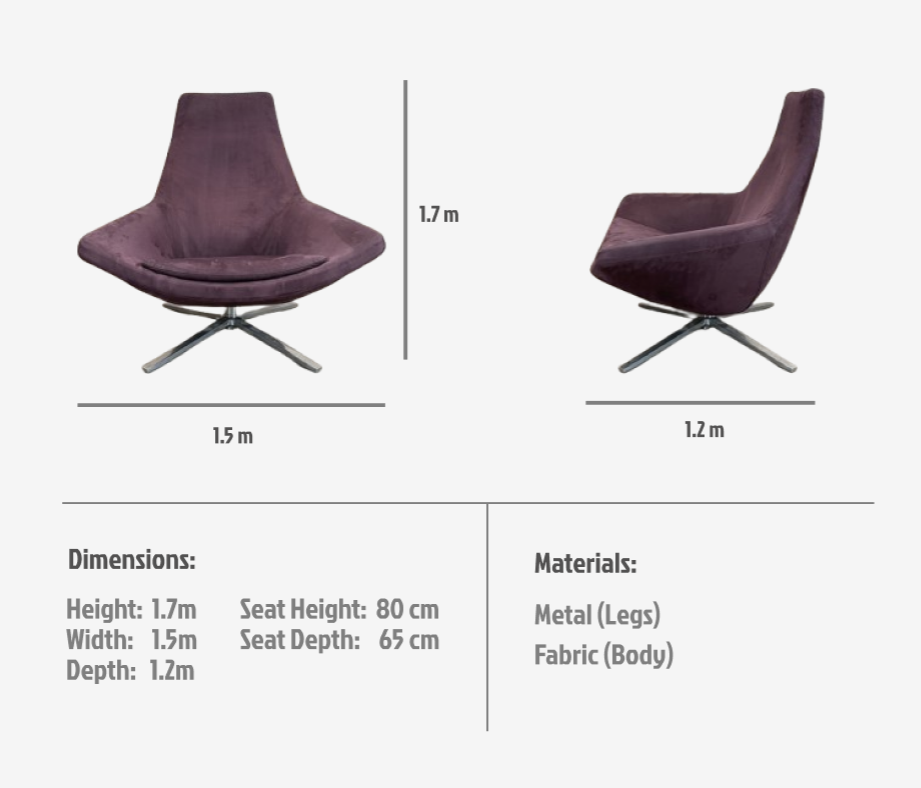 1.7 m
1.5 m
1.2 m
Dimensions:
Height: 1.7m
Width: 1.5m
Depth: 1.2m
Seat Height: 80 cm
Seat Depth: 65 cm
Materials:
Metal (Legs)
Fabric (Body)